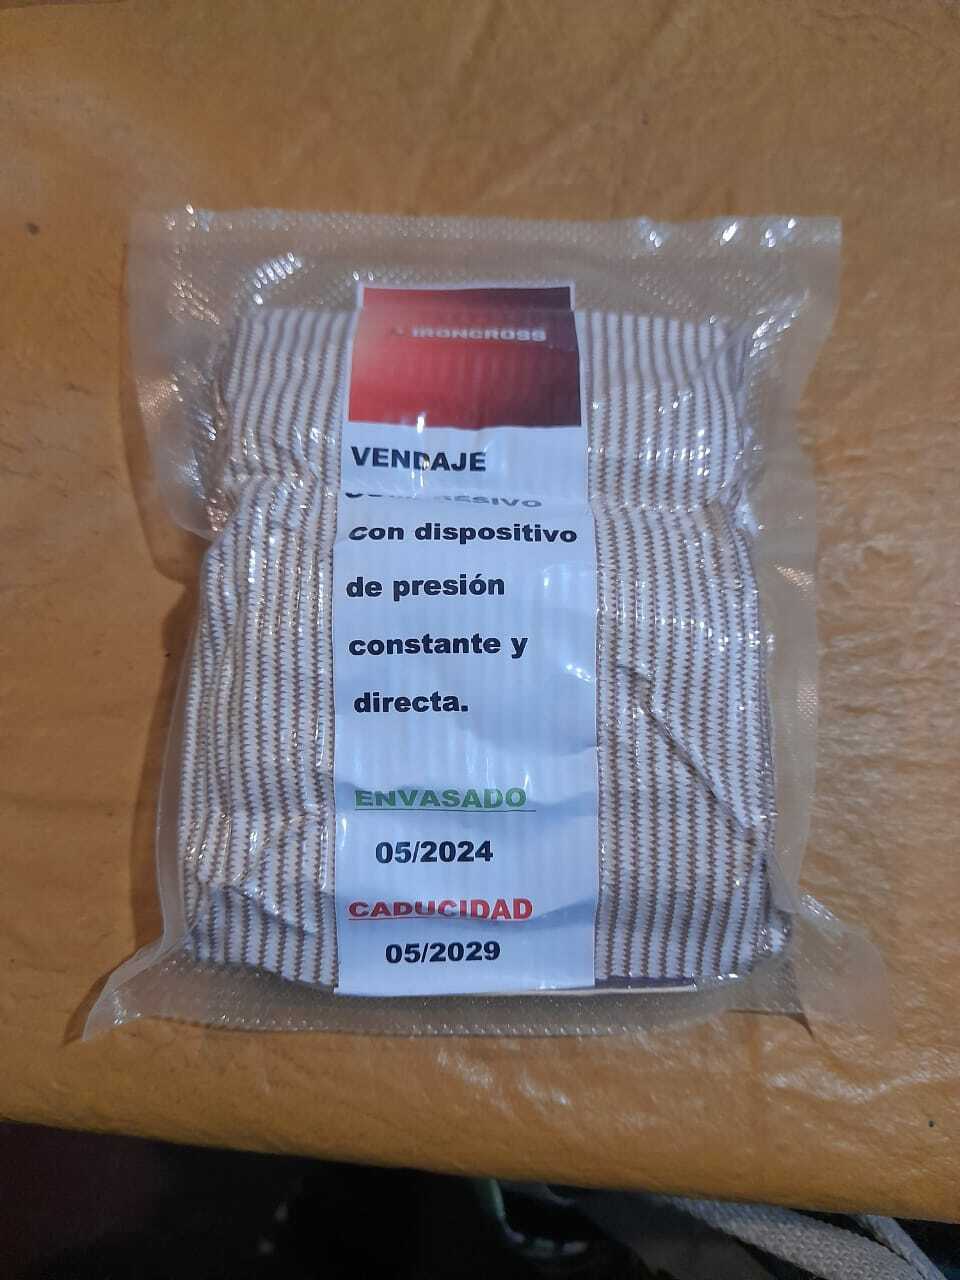 IRONCROSS
VENDAJE
con dispositivo
de presión
constante y
directa.
ENVASADO
05/2024
CADUCIDAD
05/2029